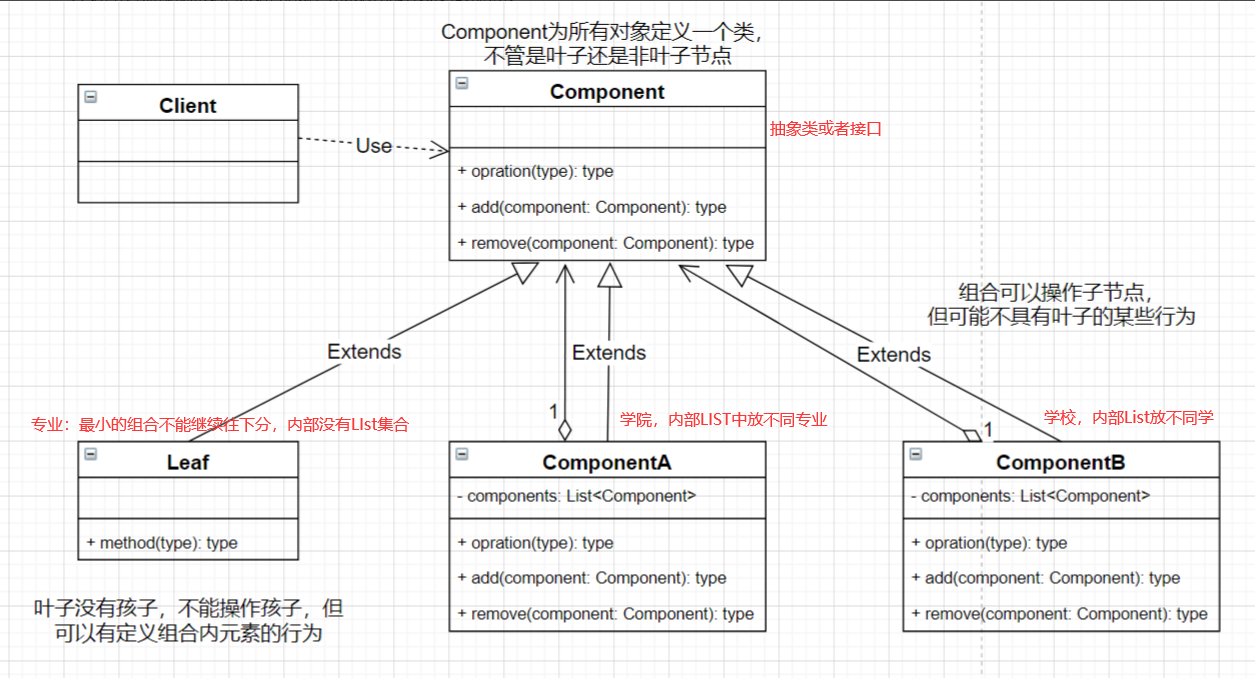 Component为所有对象定义一个类，
不管是叶子还是非叶子节点
Client
Use
Component
抽象类或者接口
+ opration(type): type
+ add(component: Component): type
+ remove(component: Component): type
组合可以操作子节点，
但可能不具有叶子的某些行为
Extends
Extends
Extends
1
1
专业：最小的组合不能继续往下分，内部没有LIst集合
学院，内部LIST中放不同专业
学校，内部List放不同学
Leaf
+ method(type): type
ComponentA
- components: List<Component>
+ opration(type): type
+ add(component: Component): type
+ remove(component: Component): type
ComponentB
- components: List<Component>
+ opration(type): type
+ add(component: Component): type
+ remove(component: Component): type
叶子没有孩子，不能操作孩子，但
可以有定义组合内元素的行为